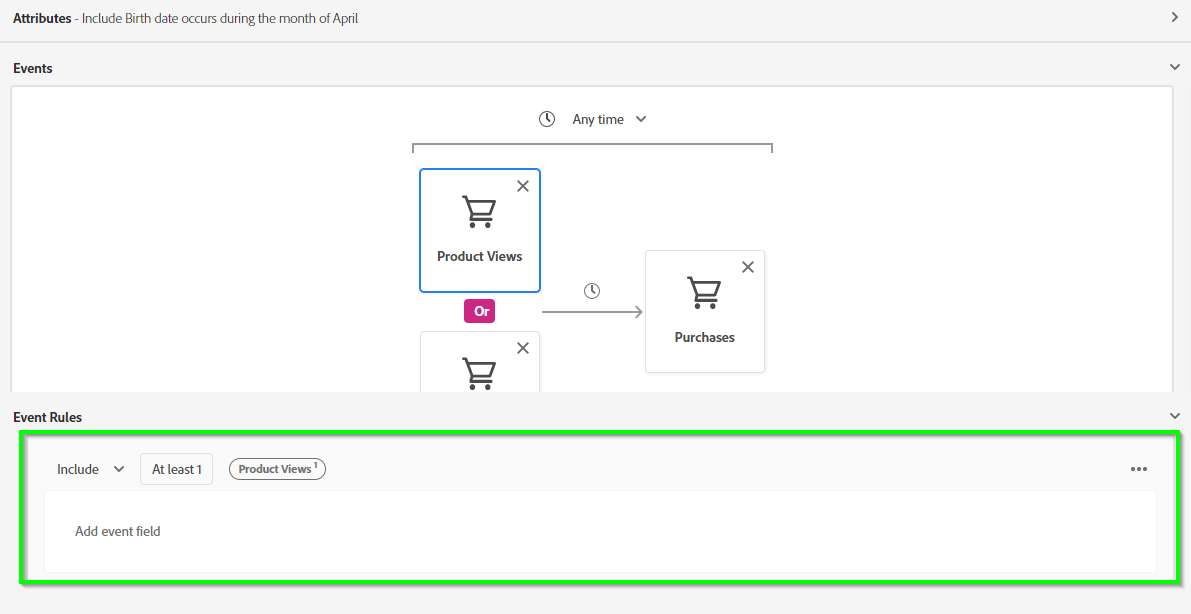 Attributes - Include Birth date occurs during the month of April
Events
Any time
Product Views
Or
Purchases
Event Rules
Include At least 1 Product Views 1
Add event field